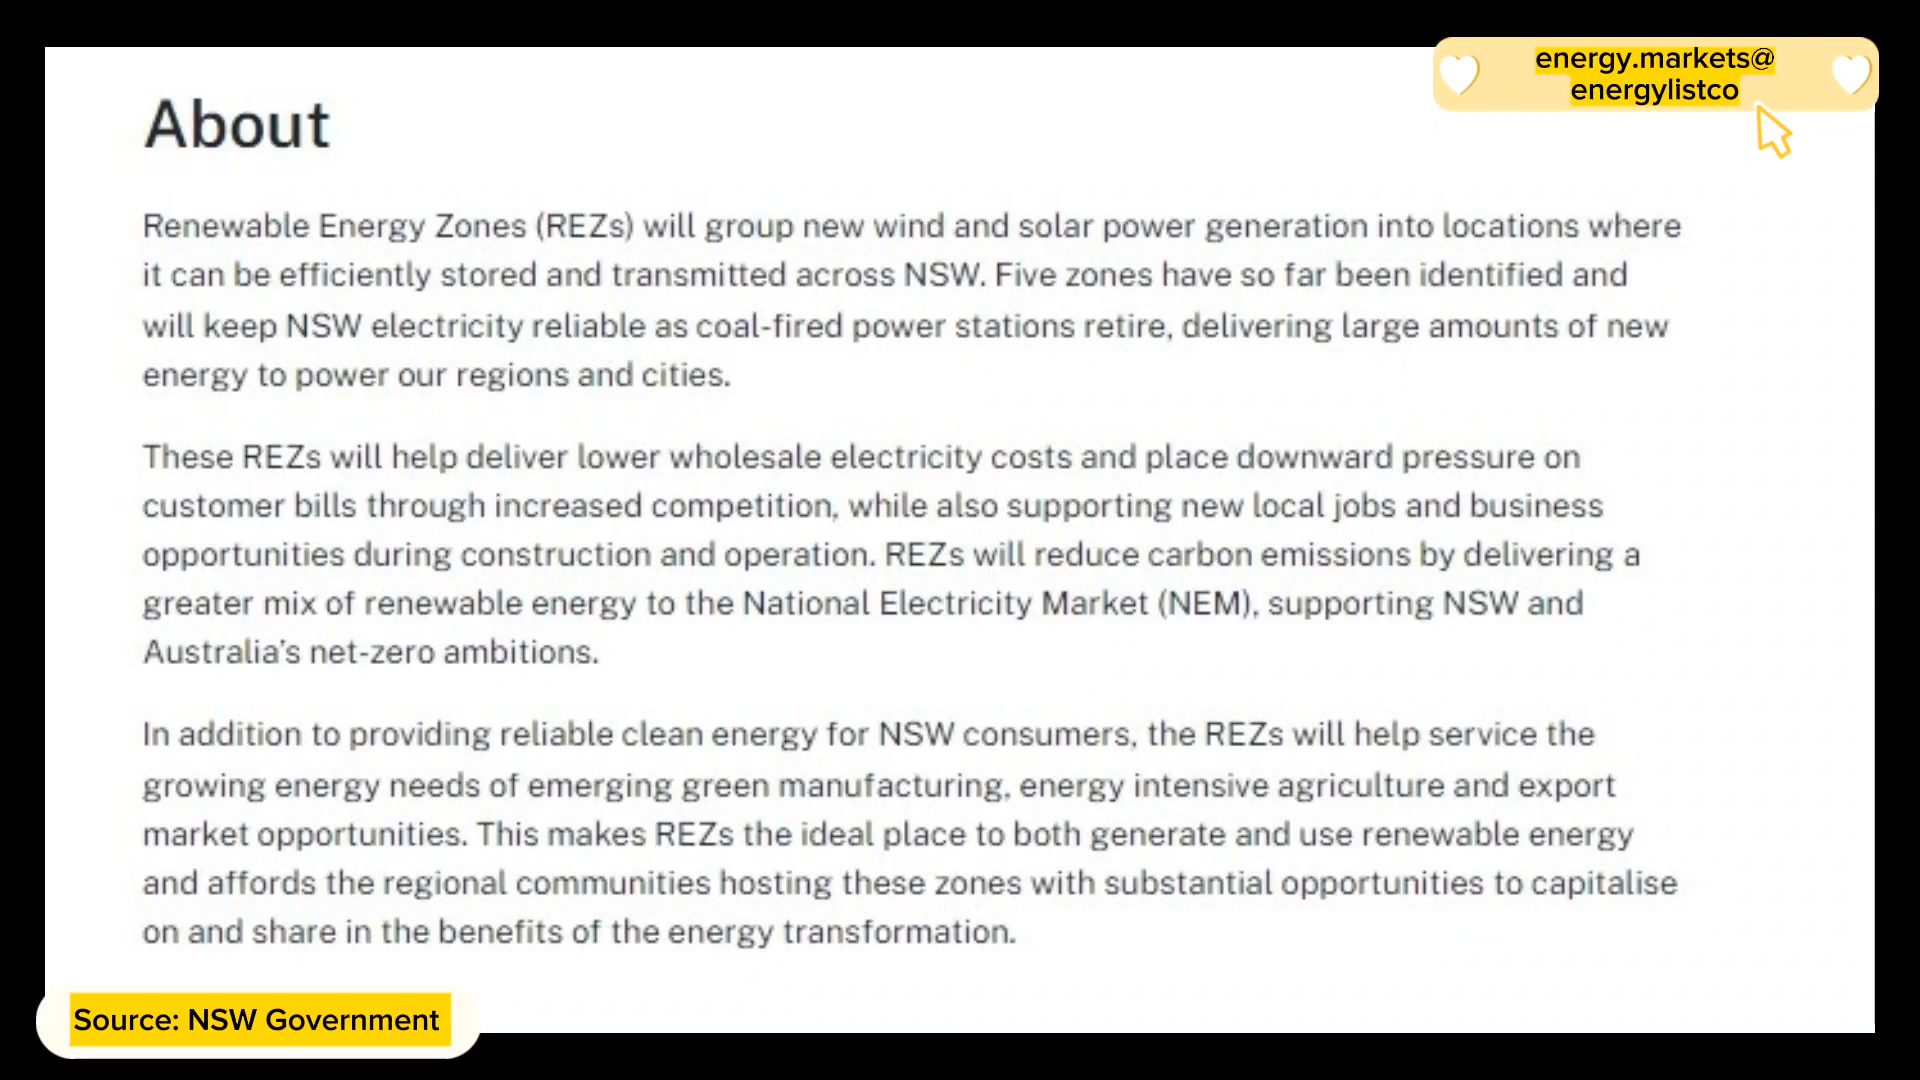 energy.markets@
energylistco
About
Renewable Energy Zones (REZs) will group new wind and solar power generation into locations where
it can be efficiently stored and transmitted across NSW. Five zones have so far been identified and
will keep NSW electricity reliable as coal-fired power stations retire, delivering large amounts of new
energy to power our regions and cities.
These REZs will help deliver lower wholesale electricity costs and place downward pressure on
customer bills through increased competition, while also supporting new local jobs and business
opportunities during construction and operation. REZs will reduce carbon emissions by delivering a
greater mix of renewable energy to the National Electricity Market (NEM), supporting NSW and
Australia's net-zero ambitions.
In addition to providing reliable clean energy for NSW consumers, the REZs will help service the
growing energy needs of emerging green manufacturing, energy intensive agriculture and export
market opportunities. This makes REZs the ideal place to both generate and use renewable energy
and affords the regional communities hosting these zones with substantial opportunities to capitalise
on and share in the benefits of the energy transformation.
Source: NSW Government